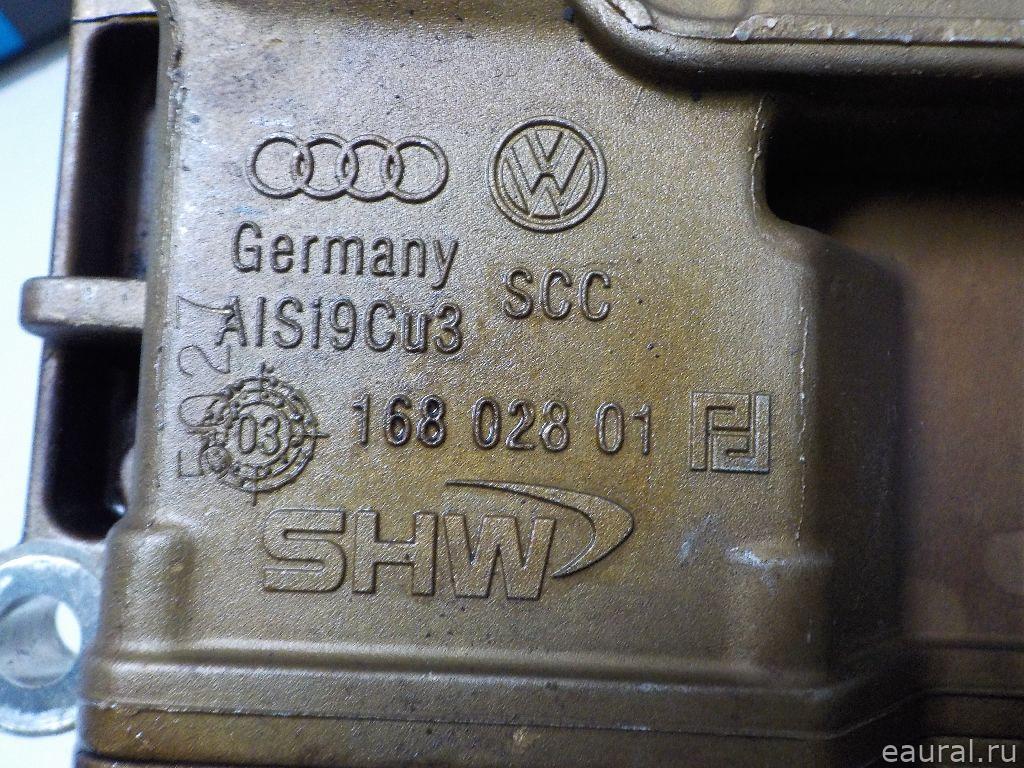 Germany
SCC
AlSi9Cu3
5027
03
168 028 01
SHW
eaural.ru